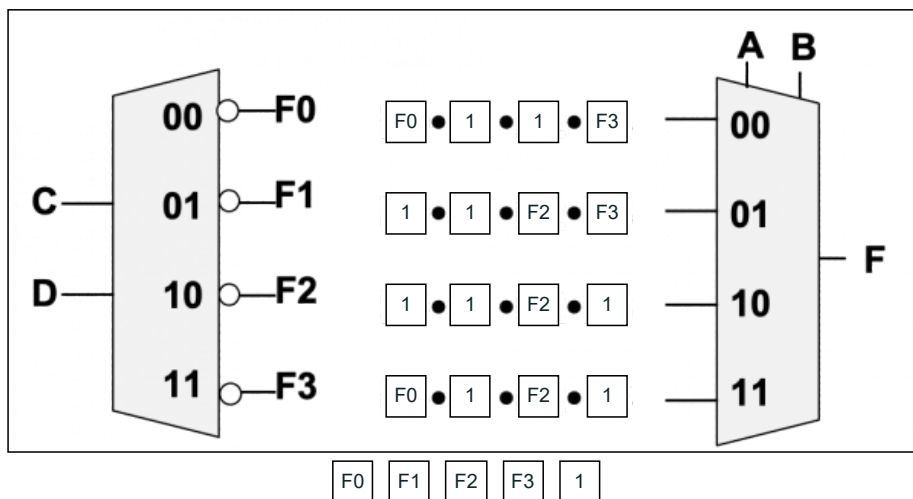 A B
00 F0 F0 • 1 • 1 • F3 00
C 01 F1 1 • 1 • F2 • F3 01
F
D 10 F2 1 • 1 • F2 • 1 10
11 F3 F0 • 1 • F2 • 1 11
F0 F1 F2 F3 1